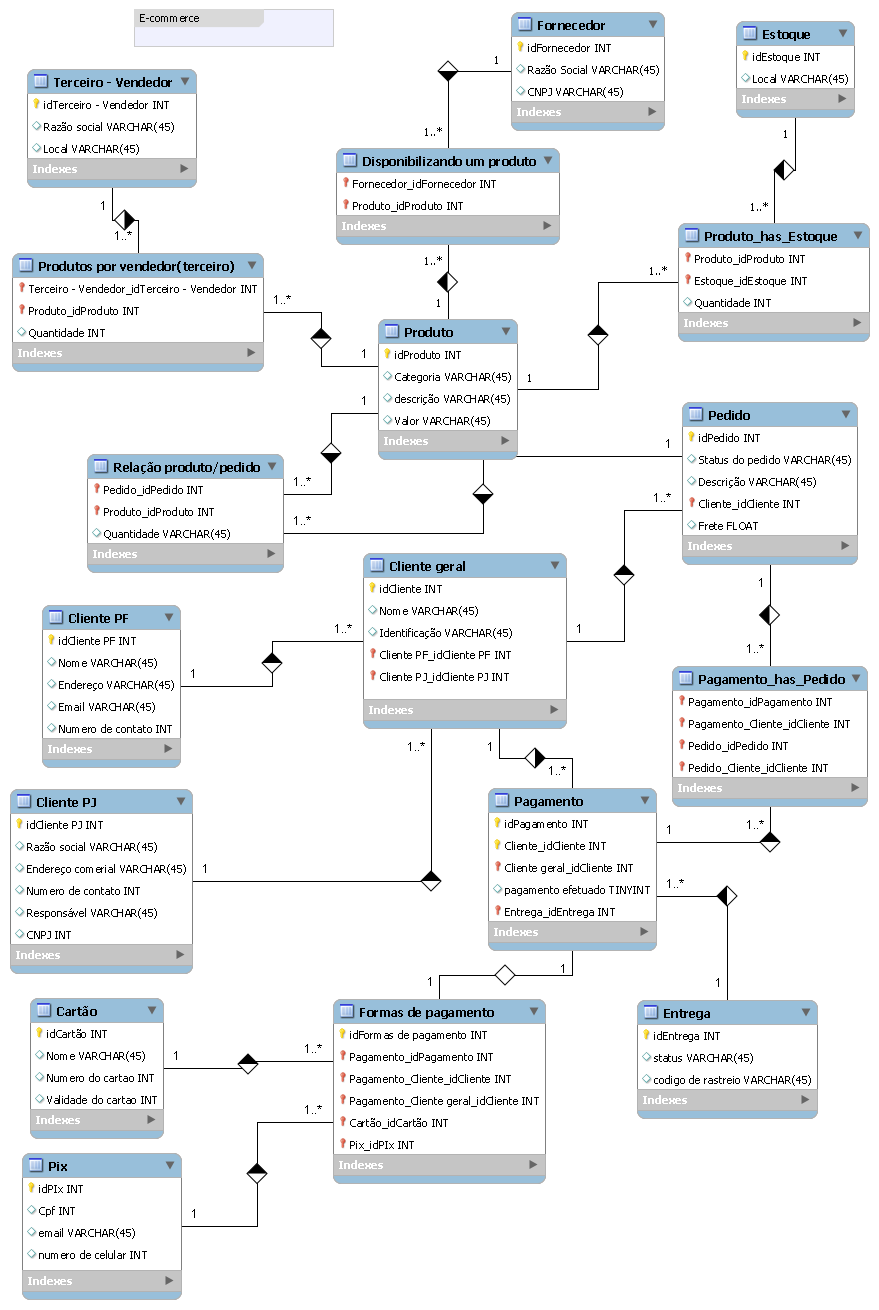 E-commerce
Fornecedor
idFornecedor INT
Razão Social VARCHAR(45)
CNPJ VARCHAR(45)
Indexes
Estoque
idEstoque INT
Local VARCHAR(45)
Indexes
Terceiro - Vendedor
idTerceiro - Vendedor INT
Razão social VARCHAR(45)
Local VARCHAR(45)
Indexes
1
1..*
1
1..*
1
1..*
Disponibilizando um produto
Fornecedor_idFornecedor INT
Produto_idProduto INT
Indexes
Produto_has_Estoque
Produto_idProduto INT
Estoque_idEstoque INT
Quantidade INT
Indexes
Produtos por vendedor(terceiro)
Terceiro - Vendedor_idTerceiro - Vendedor INT
Produto_idProduto INT
Quantidade INT
Indexes
1..*
1
1..*
1
1..*
1
Produto
idProduto INT
Categoria VARCHAR(45)
descrição VARCHAR(45)
Valor VARCHAR(45)
Indexes
Pedido
idPedido INT
Status do pedido VARCHAR(45)
Descrição VARCHAR(45)
Cliente_idCliente INT
Frete FLOAT
Indexes
1
1..*
1
1..*
Relação produto/pedido
Pedido_idPedido INT
Produto_idProduto INT
Quantidade VARCHAR(45)
Indexes
1..*
1
Cliente geral
idCliente INT
Nome VARCHAR(45)
Identificação VARCHAR(45)
Cliente PF_idCliente PF INT
Cliente PJ_idCliente PJ INT
Indexes
Cliente PF
idCliente PF INT
Nome VARCHAR(45)
Endereço VARCHAR(45)
Email VARCHAR(45)
Numero de contato INT
Indexes
1
1..*
1
1..*
Pagamento_has_Pedido
Pagamento_idPagamento INT
Pagamento_Cliente_idCliente INT
Pedido_idPedido INT
Pedido_Cliente_idCliente INT
Indexes
1..*
1
1
1..*
Cliente PJ
idCliente PJ INT
Razão social VARCHAR(45)
Endereço comerial VARCHAR(45)
Numero de contato INT
Responsável VARCHAR(45)
CNPJ INT
Indexes
Pagamento
idPagamento INT
Cliente_idCliente INT
Cliente geral_idCliente INT
pagamento efetuado TINYINT
Entrega_idEntrega INT
Indexes
1
1..*
1..*
1
1
1
Cartão
idCartão INT
Nome VARCHAR(45)
Numero do cartao INT
Validade do cartao INT
Indexes
Formas de pagamento
idFormas de pagamento INT
Pagamento_idPagamento INT
Pagamento_Cliente_idCliente INT
Pagamento_Cliente geral_idCliente INT
Cartão_idCartão INT
Pix_idPIx INT
Indexes
Entrega
idEntrega INT
status VARCHAR(45)
codigo de rastreio VARCHAR(45)
Indexes
1
1..*
1..*
1
Pix
idPIx INT
Cpf INT
email VARCHAR(45)
numero de celular INT
Indexes